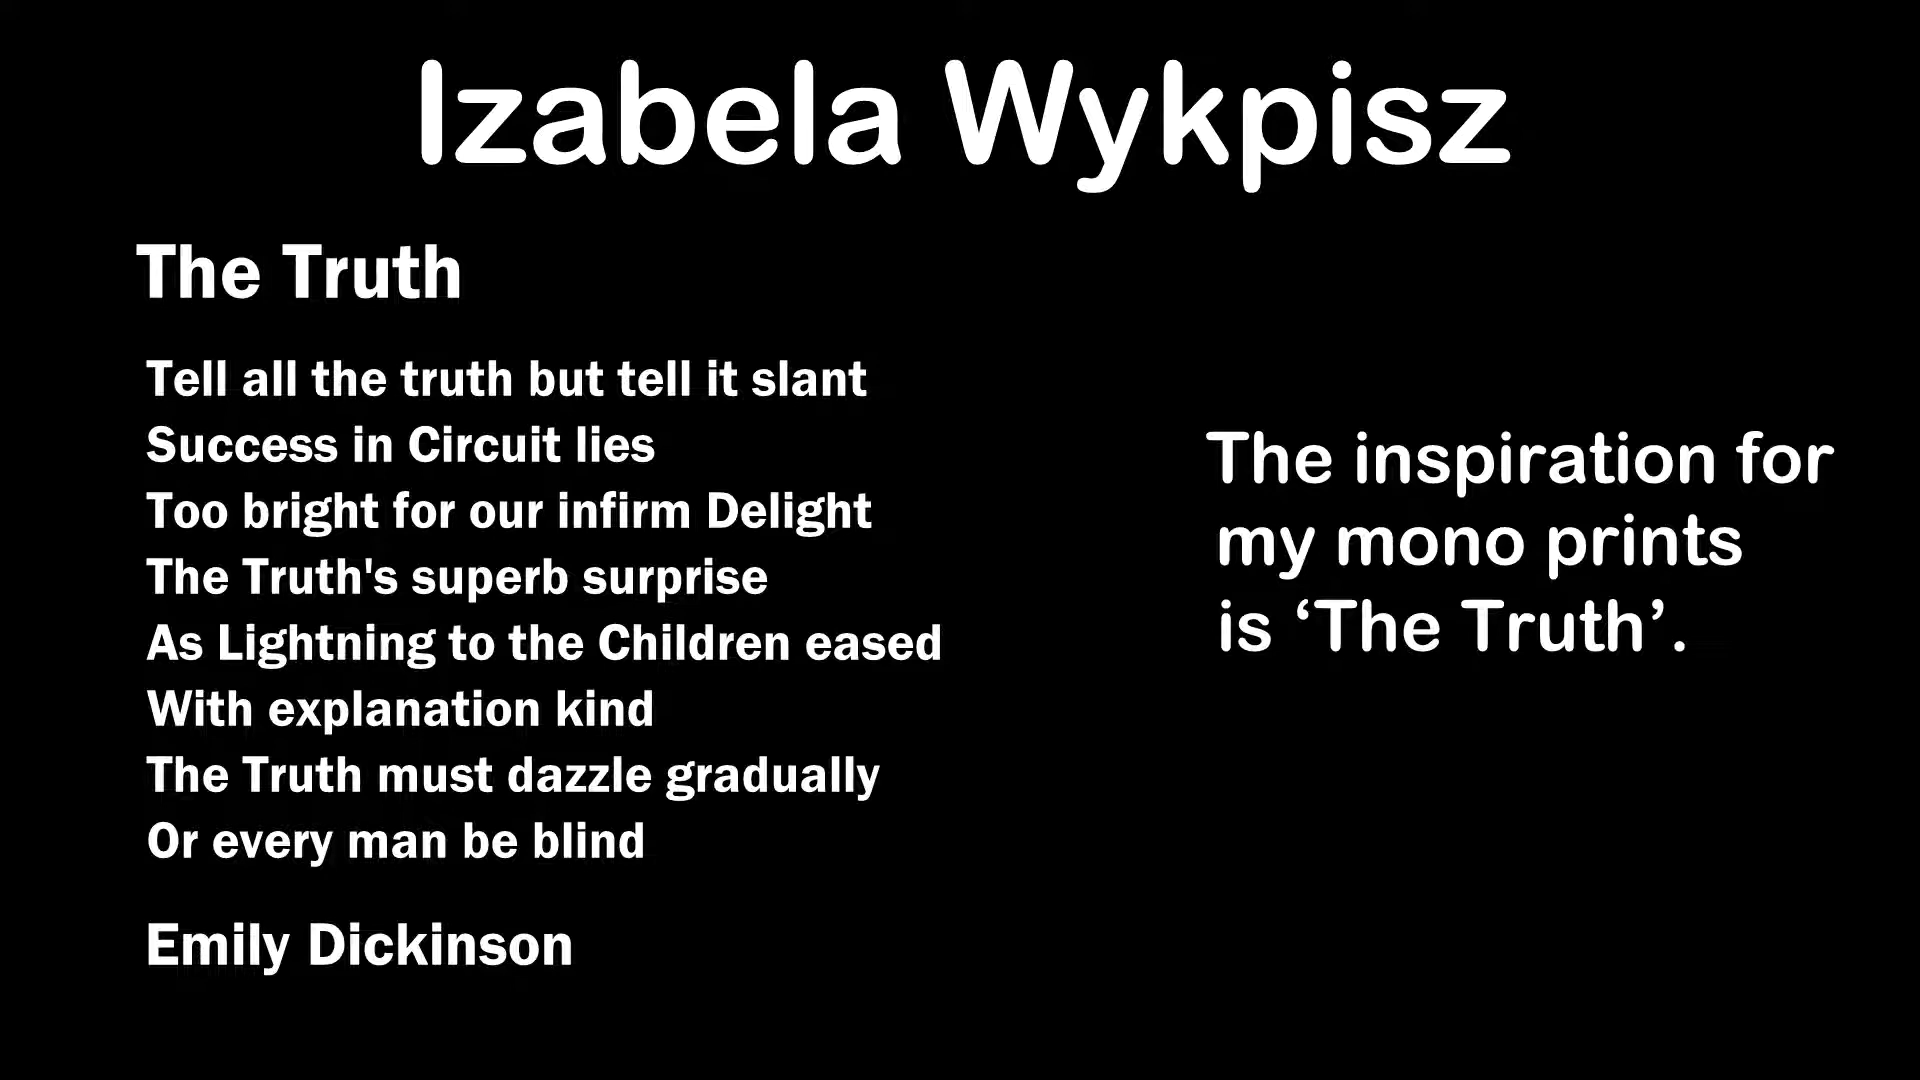 Izabela Wykpisz
The Truth
Tell all the truth but tell it slant
Success in Circuit lies
Too bright for our infirm Delight
The Truth's superb surprise
As Lightning to the Children eased
With explanation kind
The Truth must dazzle gradually
Or every man be blind
Emily Dickinson
The inspiration for
my mono prints
is ‘The Truth’.